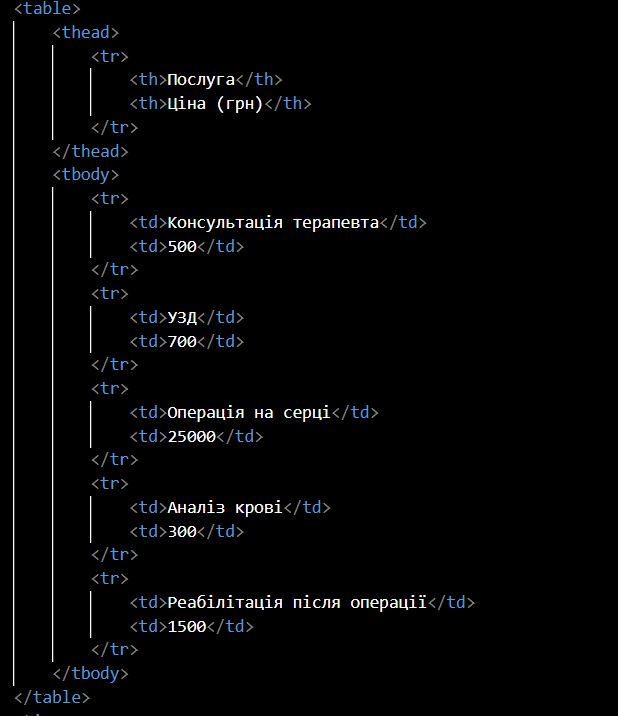 <table>
<thead>
<tr>
<th>Послуга</th>
<th>Ціна (грн)</th>
</tr>
</thead>
<tbody>
<tr>
<td>Консультація терапевта</td>
<td>500</td>
</tr>
<tr>
<td>УЗД</td>
<td>700</td>
</tr>
<tr>
<td>Операція на серці</td>
<td>25000</td>
</tr>
<tr>
<td>Аналіз крові</td>
<td>300</td>
</tr>
<tr>
<td>Реабілітація після операції</td>
<td>1500</td>
</tr>
</tbody>
</table>